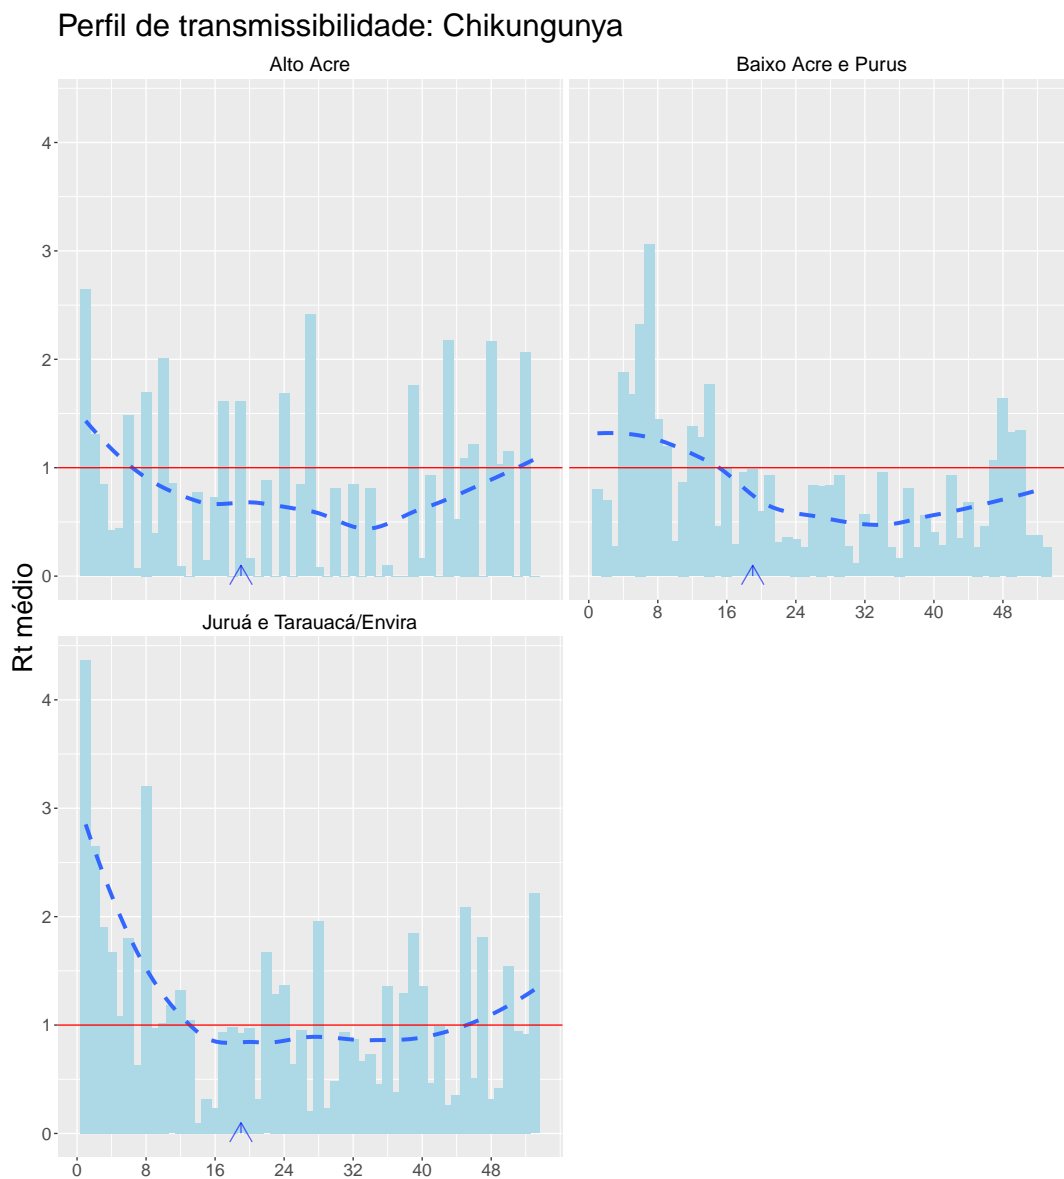 Perfil de transmissibilidade: Chikungunya
Alto Acre
Baixo Acre e Purus
4
3
2
1
0
0 8 16 24 32 40 48
Rt médio
Juruá e Tarauacá/Envira
4
3
2
1
0
0 8 16 24 32 40 48